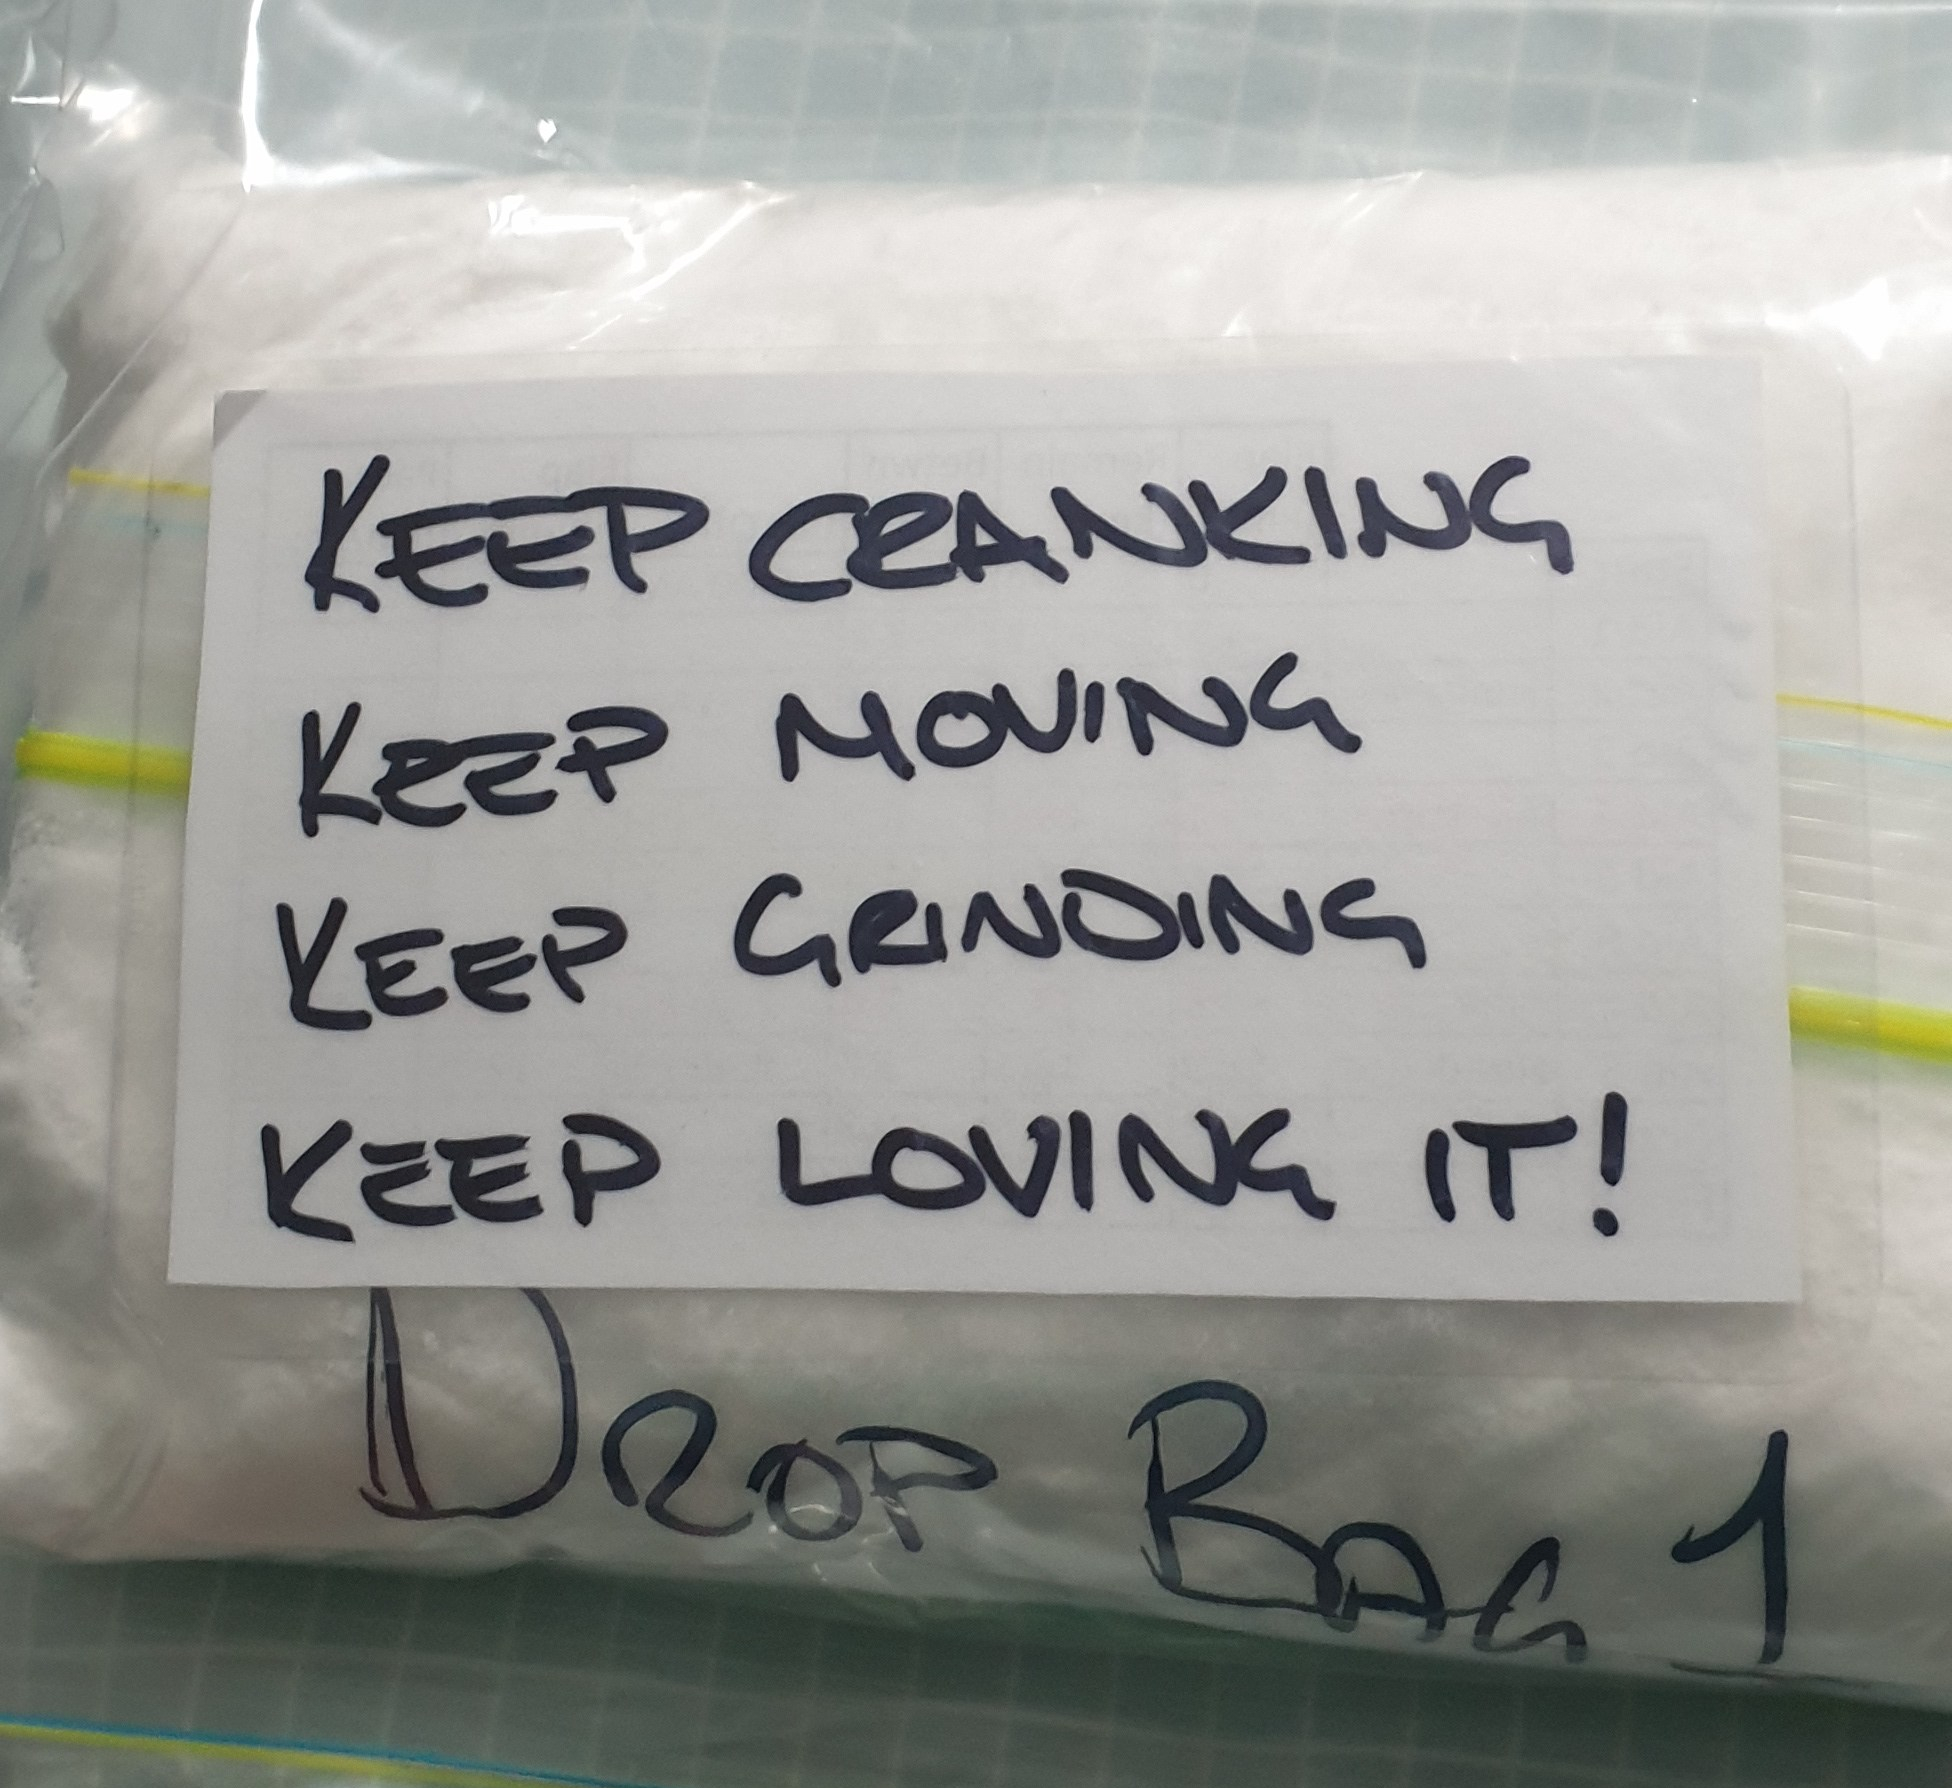 KEEP CRANKING
KEEP MOVING
KEEP GRINDING
KEEP LOVING IT!
DROP BAG 1